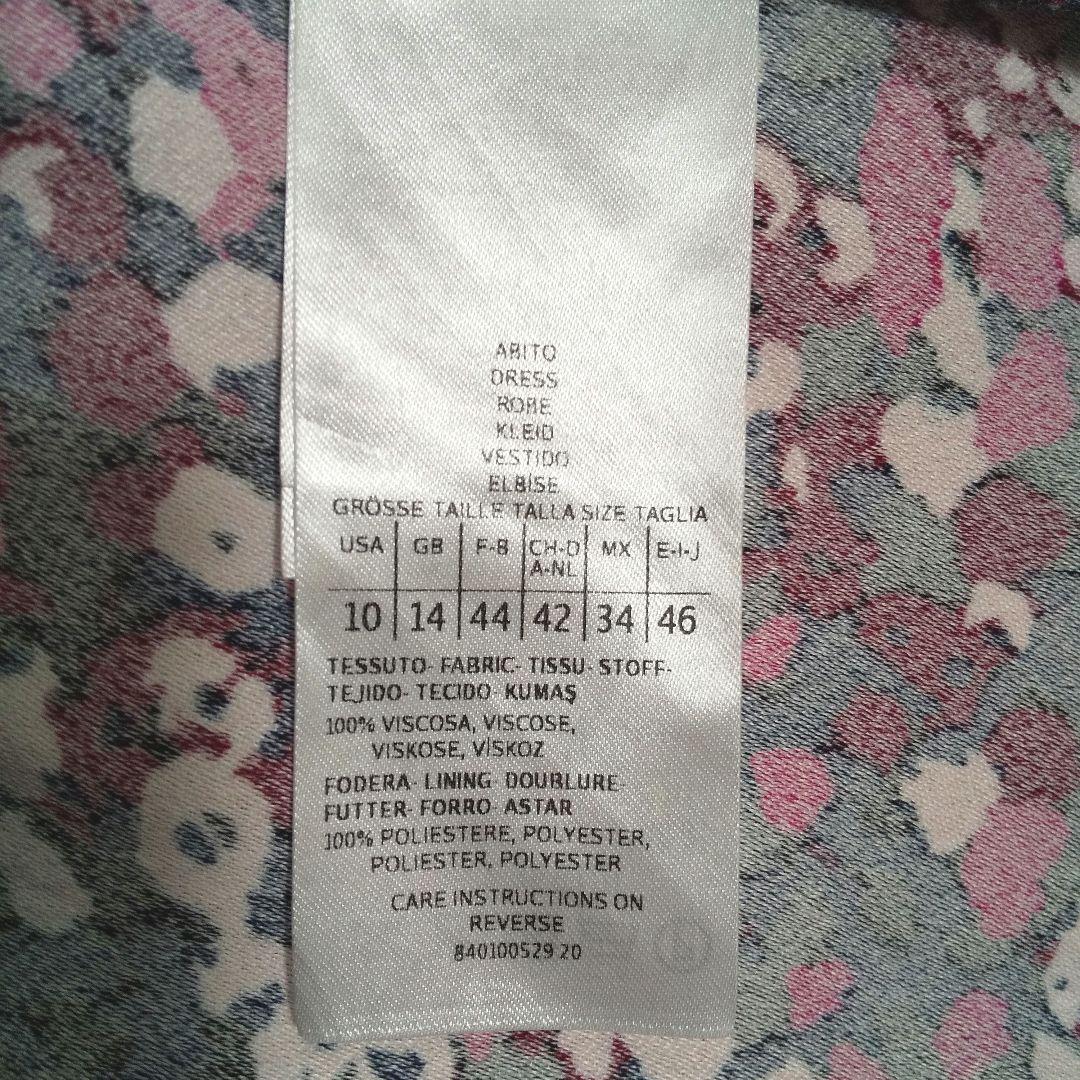 ABITO
DRESS
ROBE
KLEID
VESTIDO
ELBİSE
GRÖSSE TAILLE TALLA SIZE TAGLIA
USA GB F-B CH-D A-NL MX E-I-J
10 14 44 42 34 46
TESSUTO- FABRIC- TISSU- STOFF-
TEJIDO- TECIDO- KUMAŞ
100% VISCOSA, VISCOSE,
VISKOSE, VİSKOZ
FODERA- LINING- DOUBLURE-
FUTTER- FORRO- ASTAR
100% POLIESTERE, POLYESTER,
POLIESTER, POLYESTER
CARE INSTRUCTIONS ON
REVERSE
840100529 20